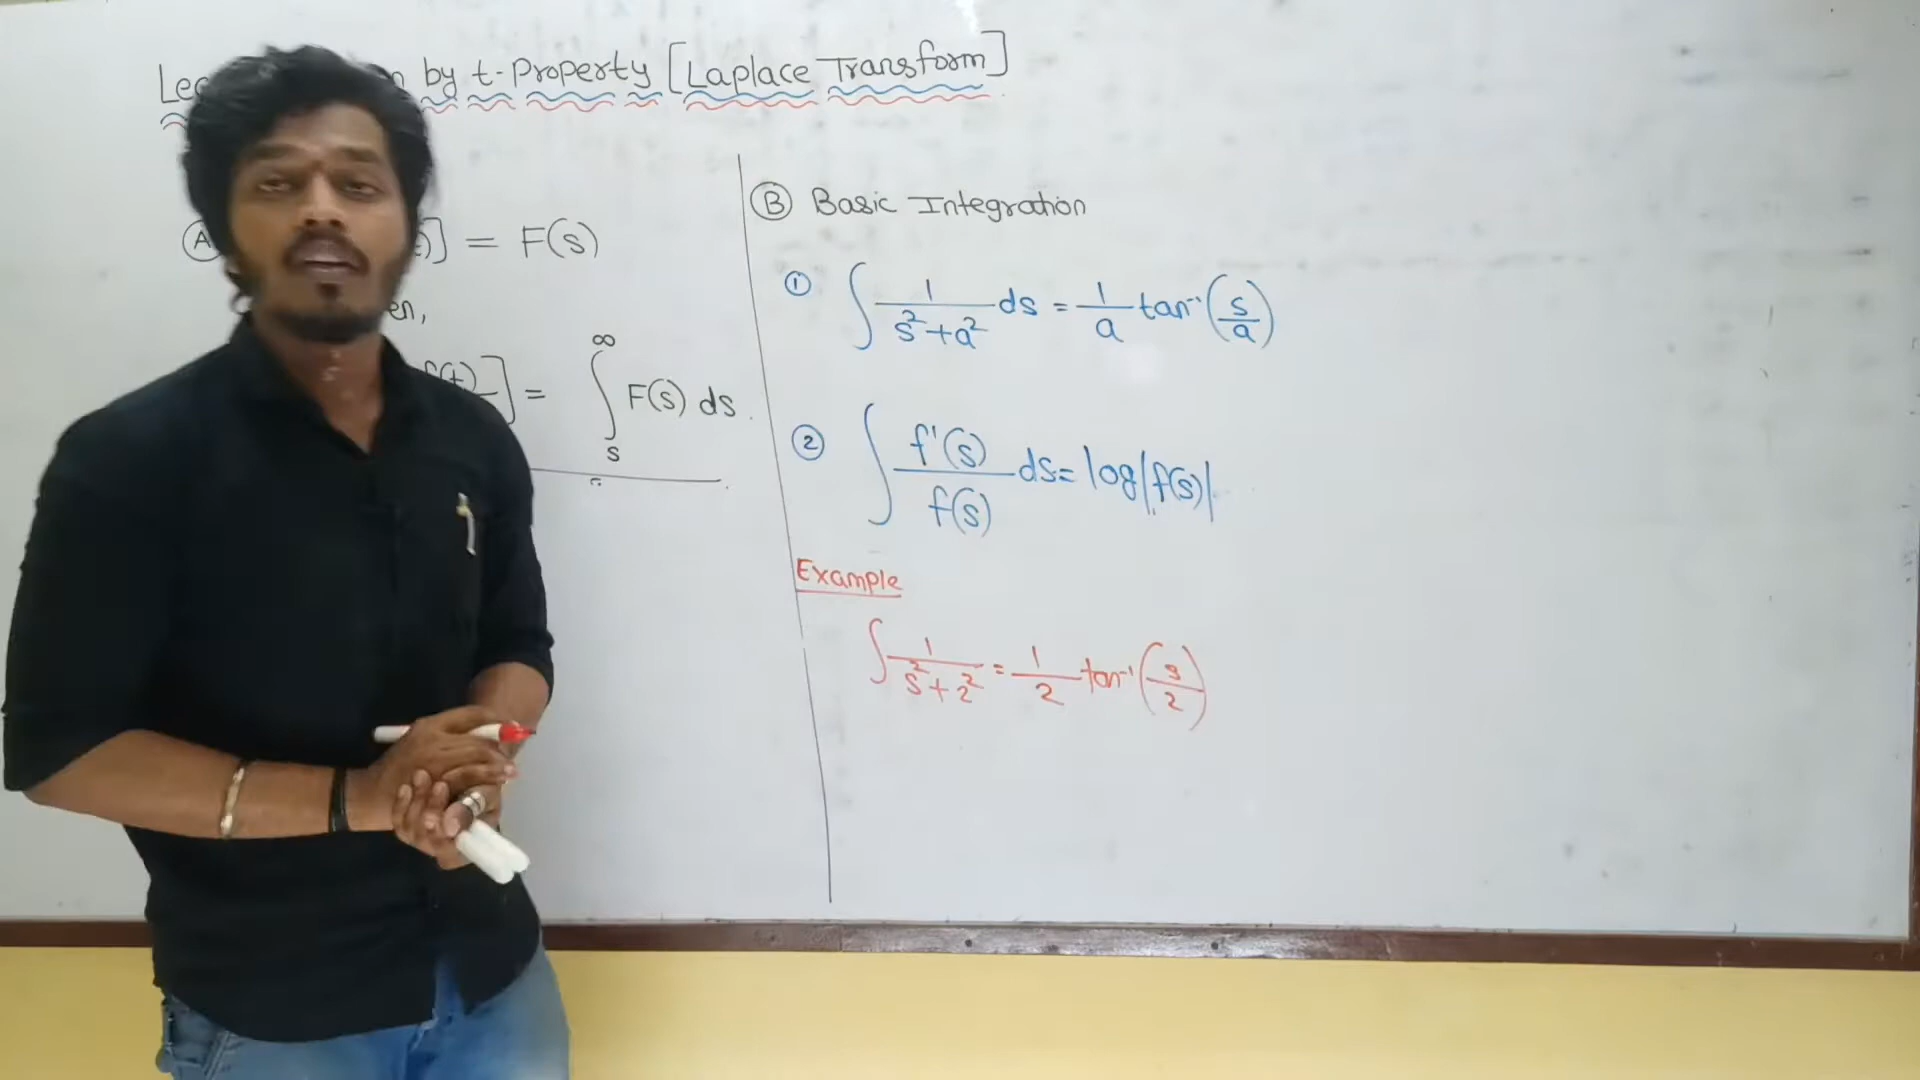 by t-Property [Laplace Transform]
A ] = F(s)
en,
f(t) ] = ∫_s^∞ F(s) ds.
B Basic Integration
① ∫ 1/(s²+a²) ds = 1/a tan⁻¹(s/a)
② ∫ f'(s)/f(s) ds = log|f(s)|
Example
∫ 1/(s²+2²) = 1/2 tan⁻¹(s/2)